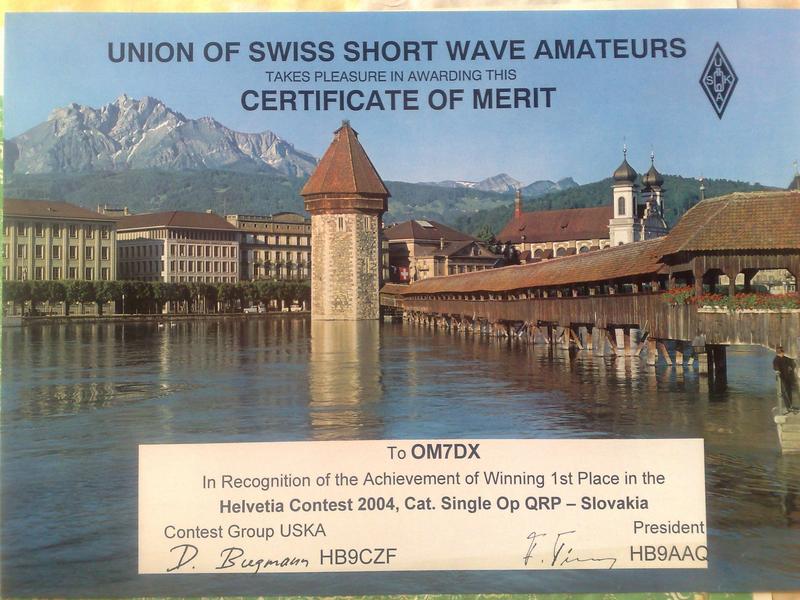 UNION OF SWISS SHORT WAVE AMATEURS
TAKES PLEASURE IN AWARDING THIS
CERTIFICATE OF MERIT
USKA
To OM7DX
In Recognition of the Achievement of Winning 1st Place in the
Helvetia Contest 2004, Cat. Single Op QRP – Slovakia
Contest Group USKA
President
D. Buegmann HB9CZF
HB9AAQ